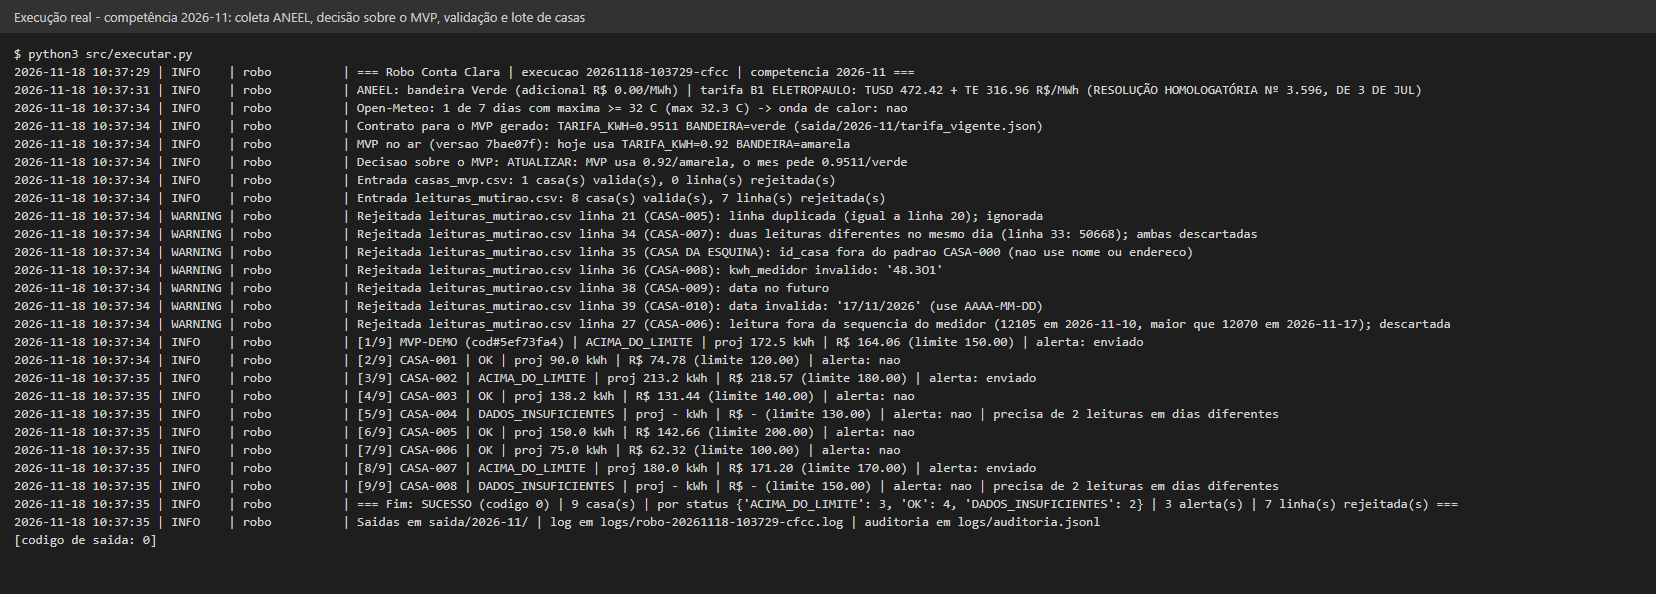 Execução real - competência 2026-11: coleta ANEEL, decisão sobre o MVP, validação e lote de casas
$ python3 src/executar.py
2026-11-18 10:37:29 | INFO    | robo          | === Robo Conta Clara | execucao 20261118-103729-cfcc | competencia 2026-11 ===
2026-11-18 10:37:31 | INFO    | robo          | ANEEL: bandeira Verde (adicional R$ 0.00/MWh) | tarifa B1 ELETROPAULO: TUSD 472.42 + TE 316.96 R$/MWh (RESOLUÇÃO HOMOLOGATÓRIA Nº 3.596, DE 3 DE JUL)
2026-11-18 10:37:34 | INFO    | robo          | Open-Meteo: 1 de 7 dias com maxima >= 32 C (max 32.3 C) -> onda de calor: nao
2026-11-18 10:37:34 | INFO    | robo          | Contrato para o MVP gerado: TARIFA_KWH=0.9511 BANDEIRA=verde (saida/2026-11/tarifa_vigente.json)
2026-11-18 10:37:34 | INFO    | robo          | MVP no ar (versao 7bae07f): hoje usa TARIFA_KWH=0.92 BANDEIRA=amarela
2026-11-18 10:37:34 | INFO    | robo          | Decisao sobre o MVP: ATUALIZAR: MVP usa 0.92/amarela, o mes pede 0.9511/verde
2026-11-18 10:37:34 | INFO    | robo          | Entrada casas_mvp.csv: 1 casa(s) valida(s), 0 linha(s) rejeitada(s)
2026-11-18 10:37:34 | INFO    | robo          | Entrada leituras_mutirao.csv: 8 casa(s) valida(s), 7 linha(s) rejeitada(s)
2026-11-18 10:37:34 | WARNING | robo          | Rejeitada leituras_mutirao.csv linha 21 (CASA-005): linha duplicada (igual a linha 20); ignorada
2026-11-18 10:37:34 | WARNING | robo          | Rejeitada leituras_mutirao.csv linha 34 (CASA-007): duas leituras diferentes no mesmo dia (linha 33: 50668); ambas descartadas
2026-11-18 10:37:34 | WARNING | robo          | Rejeitada leituras_mutirao.csv linha 35 (CASA DA ESQUINA): id_casa fora do padrao CASA-000 (nao use nome ou endereco)
2026-11-18 10:37:34 | WARNING | robo          | Rejeitada leituras_mutirao.csv linha 36 (CASA-008): kwh_medidor invalido: '48.3O1'
2026-11-18 10:37:34 | WARNING | robo          | Rejeitada leituras_mutirao.csv linha 38 (CASA-009): data no futuro
2026-11-18 10:37:34 | WARNING | robo          | Rejeitada leituras_mutirao.csv linha 39 (CASA-010): data invalida: '17/11/2026' (use AAAA-MM-DD)
2026-11-18 10:37:34 | WARNING | robo          | Rejeitada leituras_mutirao.csv linha 27 (CASA-006): leitura fora da sequencia do medidor (12105 em 2026-11-10, maior que 12070 em 2026-11-17); descartada
2026-11-18 10:37:34 | INFO    | robo          | [1/9] MVP-DEMO (cod#5ef73fa4) | ACIMA_DO_LIMITE | proj 172.5 kWh | R$ 164.06 (limite 150.00) | alerta: enviado
2026-11-18 10:37:35 | INFO    | robo          | [2/9] CASA-001 | OK | proj 90.0 kWh | R$ 74.78 (limite 120.00) | alerta: nao
2026-11-18 10:37:35 | INFO    | robo          | [3/9] CASA-002 | ACIMA_DO_LIMITE | proj 213.2 kWh | R$ 218.57 (limite 180.00) | alerta: enviado
2026-11-18 10:37:35 | INFO    | robo          | [4/9] CASA-003 | OK | proj 138.2 kWh | R$ 131.44 (limite 140.00) | alerta: nao
2026-11-18 10:37:35 | INFO    | robo          | [5/9] CASA-004 | DADOS_INSUFICIENTES | proj - kWh | R$ - (limite 130.00) | alerta: nao | precisa de 2 leituras em dias diferentes
2026-11-18 10:37:35 | INFO    | robo          | [6/9] CASA-005 | OK | proj 150.0 kWh | R$ 142.66 (limite 200.00) | alerta: nao
2026-11-18 10:37:35 | INFO    | robo          | [7/9] CASA-006 | OK | proj 75.0 kWh | R$ 62.32 (limite 100.00) | alerta: nao
2026-11-18 10:37:35 | INFO    | robo          | [8/9] CASA-007 | ACIMA_DO_LIMITE | proj 180.0 kWh | R$ 171.20 (limite 170.00) | alerta: enviado
2026-11-18 10:37:35 | INFO    | robo          | [9/9] CASA-008 | DADOS_INSUFICIENTES | proj - kWh | R$ - (limite 150.00) | alerta: nao | precisa de 2 leituras em dias diferentes
2026-11-18 10:37:35 | INFO    | robo          | === Fim: SUCESSO (codigo 0) | 9 casa(s) | por status {'ACIMA_DO_LIMITE': 3, 'OK': 4, 'DADOS_INSUFICIENTES': 2} | 3 alerta(s) | 7 linha(s) rejeitada(s) ===
2026-11-18 10:37:35 | INFO    | robo          | Saidas em saida/2026-11/ | log em logs/robo-20261118-103729-cfcc.log | auditoria em logs/auditoria.jsonl
[codigo de saida: 0]